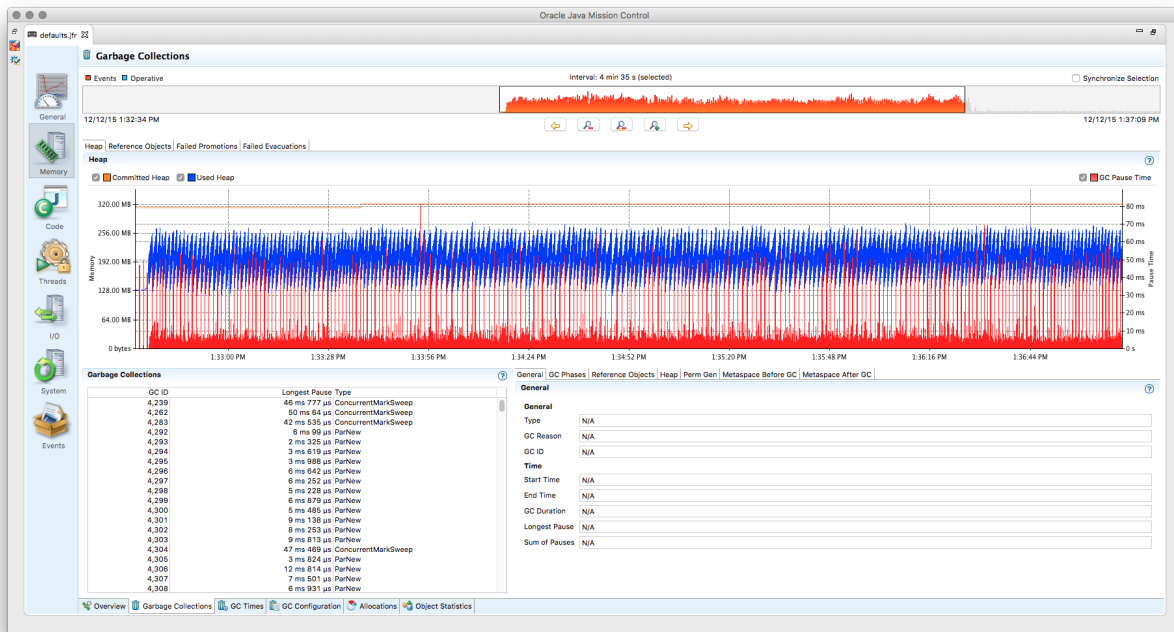 Oracle Java Mission Control
defaults.jfr
Garbage Collections
Events Operative Interval: 4 min 35 s (selected) Synchronize Selection
12/12/15 1:32:34 PM 12/12/15 1:37:09 PM
General
Memory
Code
Threads
I/O
System
Events
Heap Reference Objects Failed Promotions Failed Evacuations
Heap
Committed Heap Used Heap GC Pause Time
320.00 MB
256.00 MB
192.00 MB
128.00 MB
64.00 MB
0 bytes
Memory
80 ms
70 ms
60 ms
50 ms
40 ms
30 ms
20 ms
10 ms
0 s
Pause Time
1:33:00 PM 1:33:28 PM 1:33:56 PM 1:34:24 PM 1:34:52 PM 1:35:20 PM 1:35:48 PM 1:36:16 PM 1:36:44 PM
Garbage Collections
GC ID Longest Pause Type
4,239 46 ms 777 µs ConcurrentMarkSweep
4,262 50 ms 64 µs ConcurrentMarkSweep
4,283 42 ms 535 µs ConcurrentMarkSweep
4,292 6 ms 99 µs ParNew
4,293 2 ms 325 µs ParNew
4,294 3 ms 619 µs ParNew
4,295 3 ms 988 µs ParNew
4,296 6 ms 642 µs ParNew
4,297 6 ms 252 µs ParNew
4,298 5 ms 228 µs ParNew
4,299 6 ms 879 µs ParNew
4,300 5 ms 485 µs ParNew
4,301 9 ms 138 µs ParNew
4,302 8 ms 253 µs ParNew
4,303 9 ms 813 µs ParNew
4,304 47 ms 469 µs ConcurrentMarkSweep
4,305 3 ms 824 µs ParNew
4,306 12 ms 814 µs ParNew
4,307 7 ms 501 µs ParNew
4,308 6 ms 931 µs ParNew
General GC Phases Reference Objects Heap Perm Gen Metaspace Before GC Metaspace After GC
General
General
Type N/A
GC Reason N/A
GC ID N/A
Time
Start Time N/A
End Time N/A
GC Duration N/A
Longest Pause N/A
Sum of Pauses N/A
Overview Garbage Collections GC Times GC Configuration Allocations Object Statistics